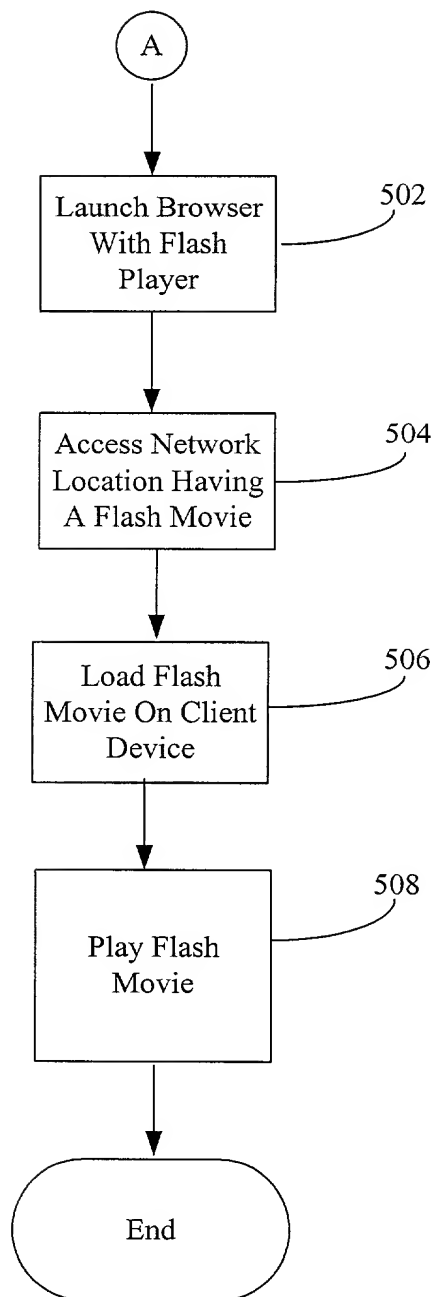 A
502
Launch Browser
With Flash
Player
504
Access Network
Location Having
A Flash Movie
506
Load Flash
Movie On Client
Device
508
Play Flash
Movie
End